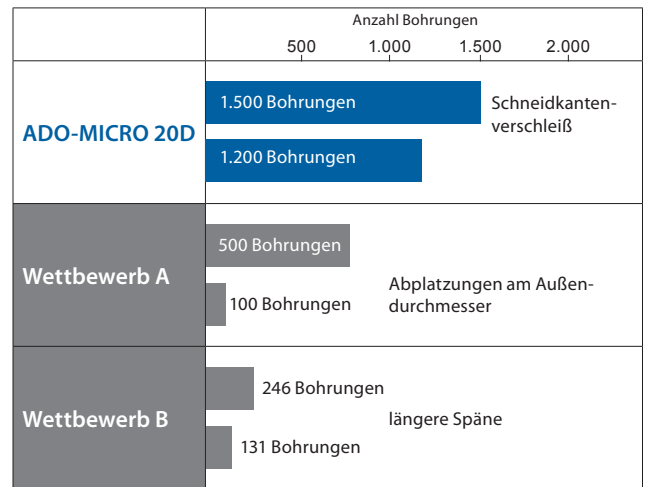 Anzahl Bohrungen
500 1.000 1.500 2.000
ADO-MICRO 20D
1.500 Bohrungen
1.200 Bohrungen
Schneidkanten-
verschleiß
Wettbewerb A
500 Bohrungen
100 Bohrungen
Abplatzungen am Außen-
durchmesser
Wettbewerb B
246 Bohrungen
131 Bohrungen
längere Späne